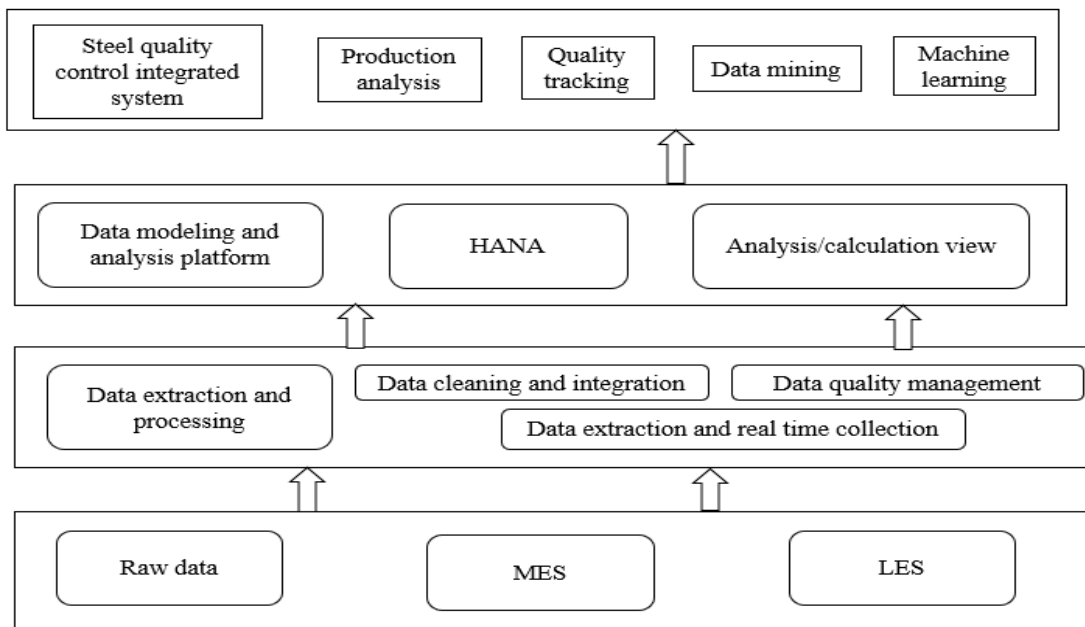 Steel quality
control integrated
system
Production
analysis
Quality
tracking
Data mining
Machine
learning
Data modeling and
analysis platform
HANA
Analysis/calculation view
Data extraction and
processing
Data cleaning and integration
Data quality management
Data extraction and real time collection
Raw data
MES
LES